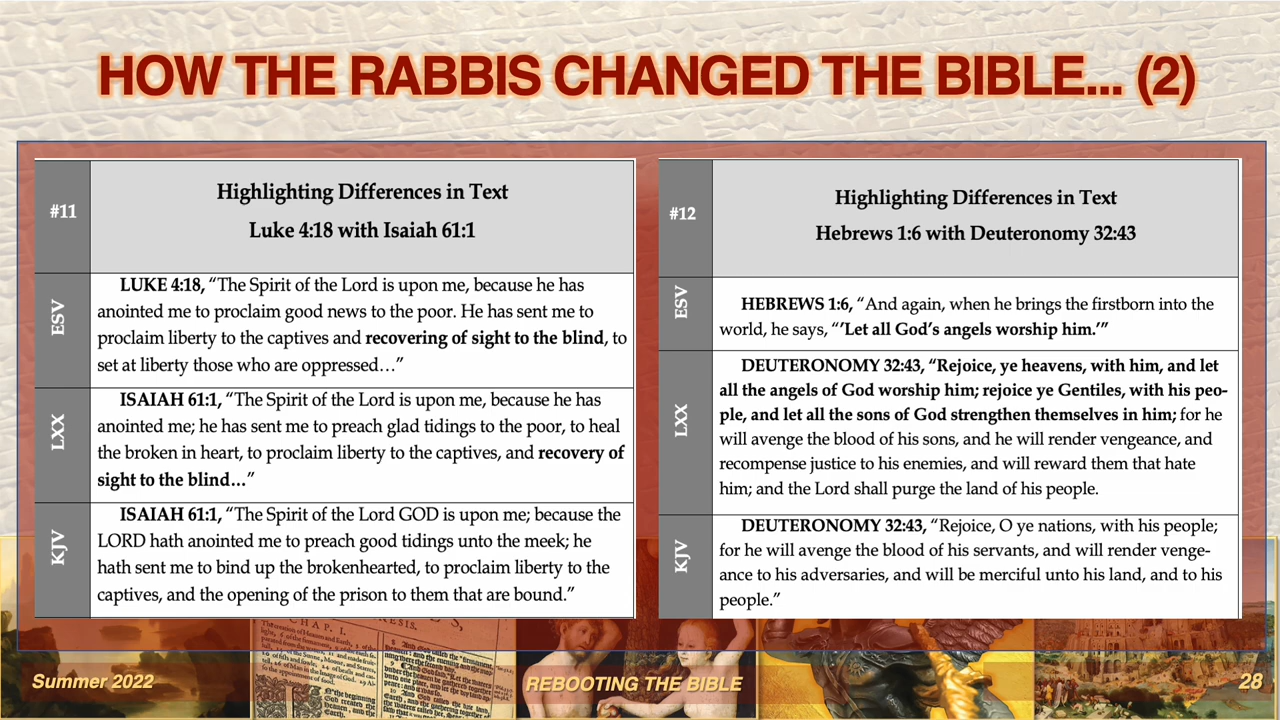 HOW THE RABBIS CHANGED THE BIBLE... (2)
#11
Highlighting Differences in Text
Luke 4:18 with Isaiah 61:1
ESV
LUKE 4:18, “The Spirit of the Lord is upon me, because he has
anointed me to proclaim good news to the poor. He has sent me to
proclaim liberty to the captives and recovering of sight to the blind, to
set at liberty those who are oppressed…”
LXX
ISAIAH 61:1, “The Spirit of the Lord is upon me, because he has
anointed me; he has sent me to preach glad tidings to the poor, to heal
the broken in heart, to proclaim liberty to the captives, and recovery of
sight to the blind…”
KJV
ISAIAH 61:1, “The Spirit of the Lord GOD is upon me; because the
LORD hath anointed me to preach good tidings unto the meek; he
hath sent me to bind up the brokenhearted, to proclaim liberty to the
captives, and the opening of the prison to them that are bound.”
#12
Highlighting Differences in Text
Hebrews 1:6 with Deuteronomy 32:43
ESV
HEBREWS 1:6, “And again, when he brings the firstborn into the
world, he says, “’Let all God’s angels worship him.’”
LXX
DEUTERONOMY 32:43, “Rejoice, ye heavens, with him, and let
all the angels of God worship him; rejoice ye Gentiles, with his peo-
ple, and let all the sons of God strengthen themselves in him; for he
will avenge the blood of his sons, and he will render vengeance, and
recompense justice to his enemies, and will reward them that hate
him; and the Lord shall purge the land of his people.
KJV
DEUTERONOMY 32:43, “Rejoice, O ye nations, with his people;
for he will avenge the blood of his servants, and will render venge-
ance to his adversaries, and will be merciful unto his land, and to his
people.”
Summer 2022
REBOOTING THE BIBLE
28